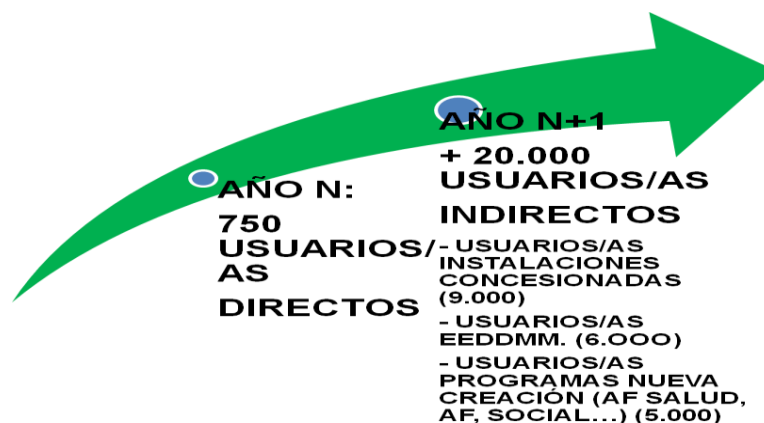 AÑO N:
750
USUARIOS/
AS
DIRECTOS
AÑO N+1
+ 20.000
USUARIOS/AS
INDIRECTOS
- USUARIOS/AS
INSTALACIONES
CONCESIONADAS
(9.000)
- USUARIOS/AS
EEDDMM. (6.OOO)
- USUARIOS/AS
PROGRAMAS NUEVA
CREACIÓN (AF SALUD,
AF, SOCIAL...) (5.000)